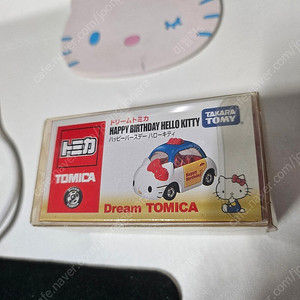 ドリームトミカ
HAPPY BIRTHDAY HELLO KITTY
ハッピーバースデー ハローキティ
TAKARA TOMY
トミカ
TOMICA
Dream TOMICA